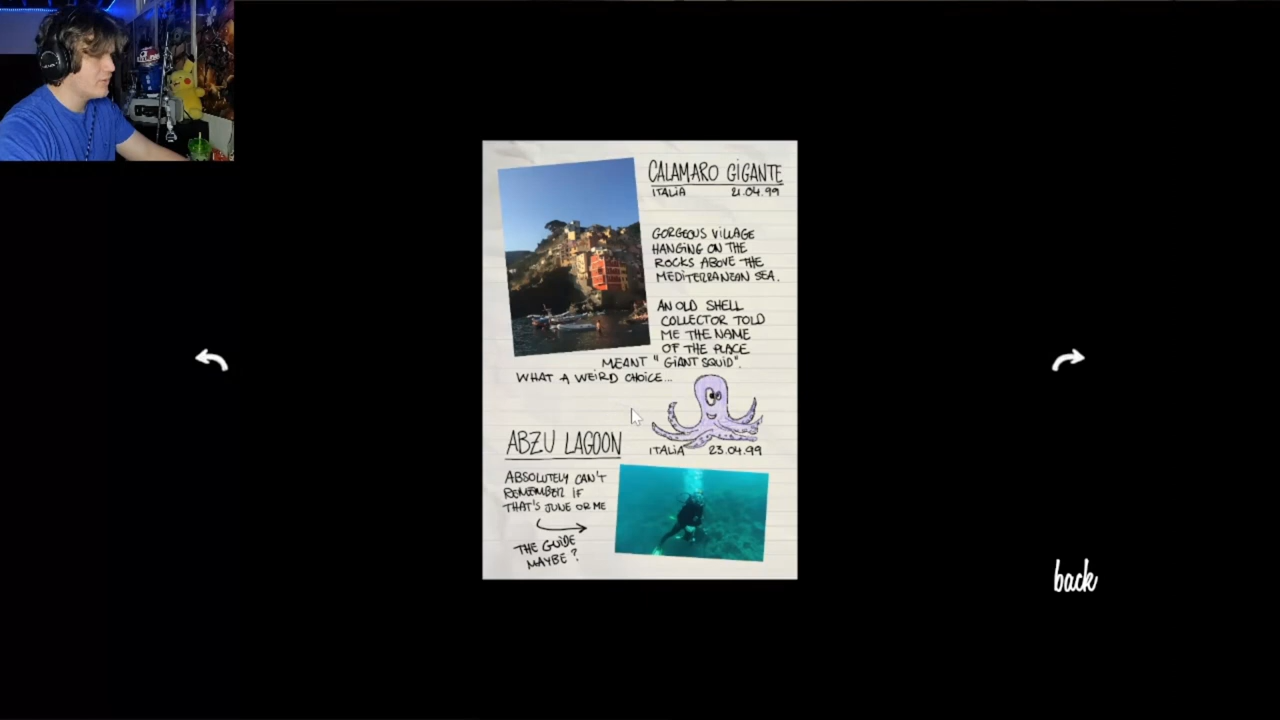 CALAMARO GIGANTE
ITALIA 21.04.99
GORGEOUS VILLAGE
HANGING ON THE
ROCKS ABOVE THE
MEDITERRANEAN SEA.
AN OLD SHELL
COLLECTOR TOLD
ME THE NAME
OF THE PLACE
MEANT "GIANT SQUID".
WHAT A WEIRD CHOICE...
ABZU LAGOON
ITALIA 23.04.99
ABSOLUTELY CAN'T
REMEMBER IF
THAT'S JUNE OR ME
THE GUIDE
MAYBE?
back